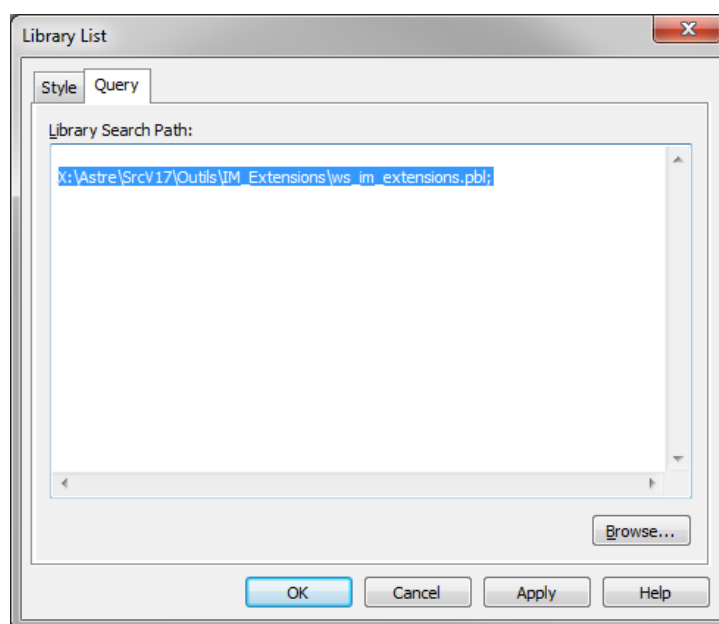 Library List
Style
Query
Library Search Path:
X:\Astre\SrcV17\Outils\IM_Extensions\ws_im_extensions.pbl;
Browse...
OK
Cancel
Apply
Help